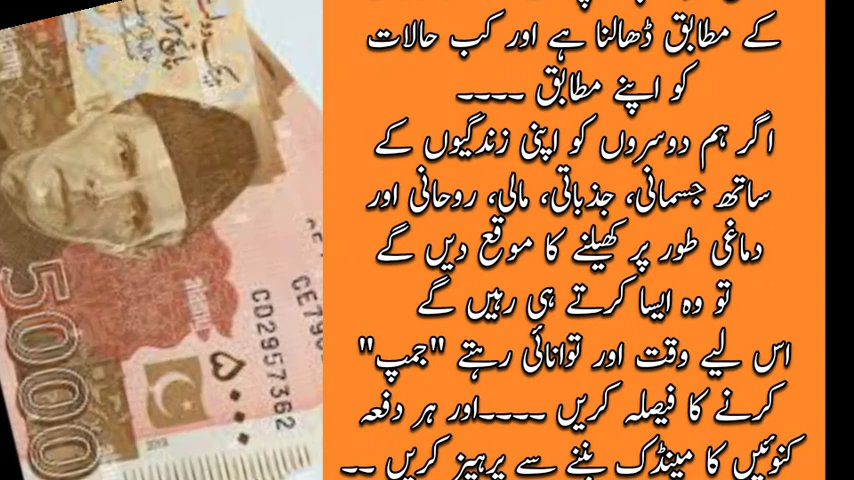 کے مطابق ڈھالنا ہے اور کب حالات
کو اپنے مطابق ۔۔۔۔
اگر ہم دوسروں کو اپنی زندگیوں کے
ساتھ جسمانی، جذباتی، مالی، روحانی اور
دماغی طور پر کھیلنے کا موقع دیں گے
تو وہ ایسا کرتے ہی رہیں گے
اس لیے وقت اور توانائی رہتے "جمپ"
کرنے کا فیصلہ کریں ۔۔۔۔اور ہر دفعہ
کنوئیں کا مینڈک بننے سے پرہیز کریں ۔۔
5000
CD2957362
۵۰۰۰